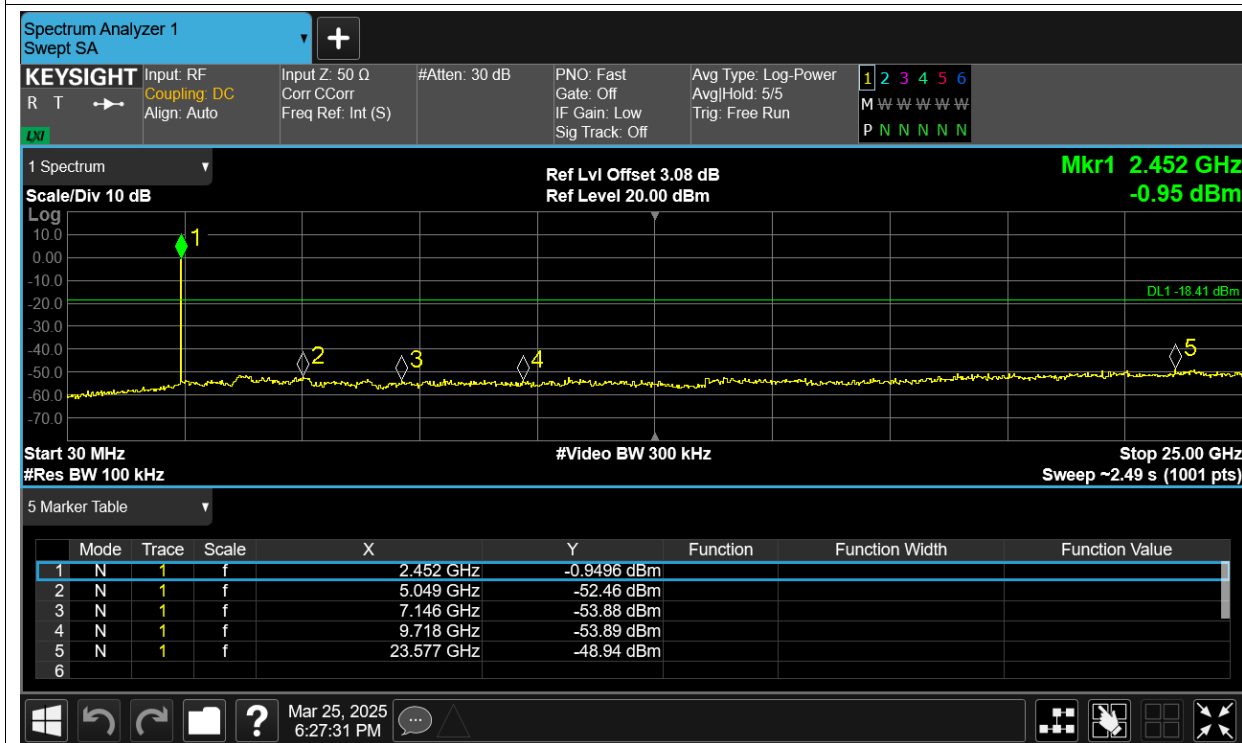 Spectrum Analyzer 1
Swept SA
KEYSIGHT
R T
LXI
Input: RF
Coupling: DC
Align: Auto
Input Z: 50 Ω
Corr CCorr
Freq Ref: Int (S)
#Atten: 30 dB
PNO: Fast
Gate: Off
IF Gain: Low
Sig Track: Off
Avg Type: Log-Power
Avg|Hold: 5/5
Trig: Free Run
1 2 3 4 5 6
M W W W W W
P N N N N N
1 Spectrum
Scale/Div 10 dB
Ref Lvl Offset 3.08 dB
Ref Level 20.00 dBm
Mkr1 2.452 GHz
-0.95 dBm
Log
10.0
0.00
-10.0
-20.0
-30.0
-40.0
-50.0
-60.0
-70.0
1
2
3
4
5
DL1 -18.41 dBm
Start 30 MHz
#Res BW 100 kHz
#Video BW 300 kHz
Stop 25.00 GHz
Sweep ~2.49 s (1001 pts)
5 Marker Table
Mode Trace Scale X Y Function Function Width Function Value
1 N 1 f 2.452 GHz -0.9496 dBm
2 N 1 f 5.049 GHz -52.46 dBm
3 N 1 f 7.146 GHz -53.88 dBm
4 N 1 f 9.718 GHz -53.89 dBm
5 N 1 f 23.577 GHz -48.94 dBm
6
?
Mar 25, 2025
6:27:31 PM